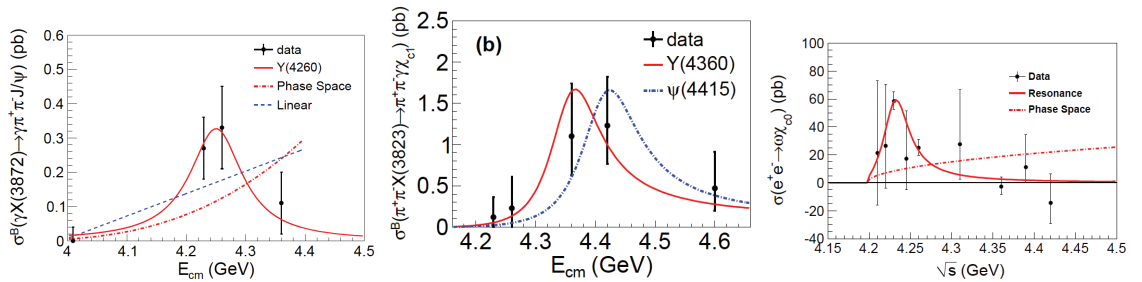 σᴮ(γX(3872)→γπ⁺π⁻J/ψ) (pb)
0.6
0.5
0.4
0.3
0.2
0.1
0
data
Y(4260)
Phase Space
Linear
4
4.1
4.2
4.3
4.4
4.5
E_cm (GeV)
σᴮ(π⁺π⁻X(3823)→π⁺π⁻γχ_c1) (pb)
2.5
2
1.5
1
0.5
0
(b)
data
Y(4360)
ψ(4415)
4.2
4.3
4.4
4.5
4.6
E_cm (GeV)
σ(e⁺e⁻→ωχ_c0) (pb)
100
80
60
40
20
0
-20
-40
Data
Resonance
Phase Space
4.15
4.2
4.25
4.3
4.35
4.4
4.45
4.5
√s (GeV)